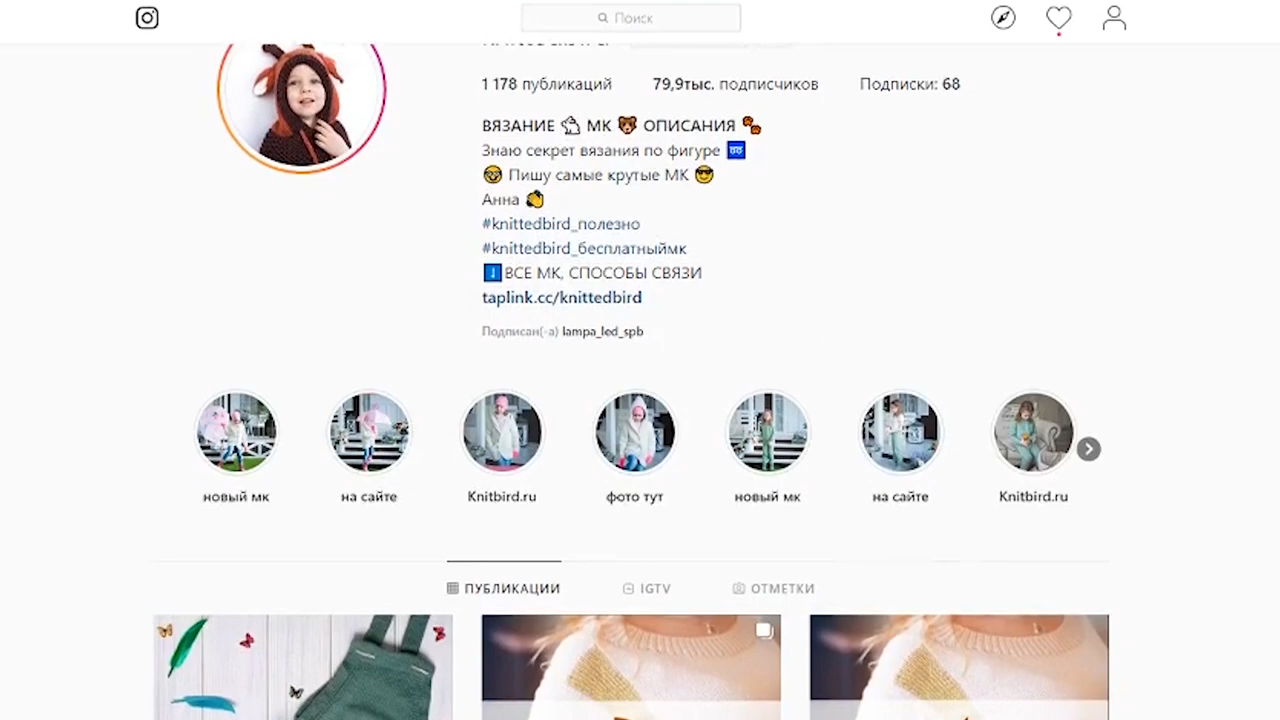 Поиск
1 178 публикаций 79,9тыс. подписчиков Подписки: 68
ВЯЗАНИЕ МК ОПИСАНИЯ
Знаю секрет вязания по фигуре
Пишу самые крутые МК
Анна
#knittedbird_полезно
#knittedbird_бесплатныймк
ВСЕ МК, СПОСОБЫ СВЯЗИ
taplink.cc/knittedbird
Подписан(-а) lampa_led_spb
новый мк на сайте Knitbird.ru фото тут новый мк на сайте Knitbird.ru
ПУБЛИКАЦИИ IGTV ОТМЕТКИ